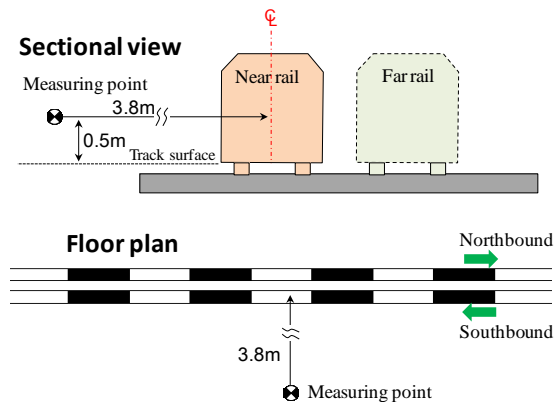 ℄
Sectional view
Near rail
Far rail
Measuring point
3.8m
0.5m
Track surface
Floor plan
Northbound
Southbound
3.8m
Measuring point